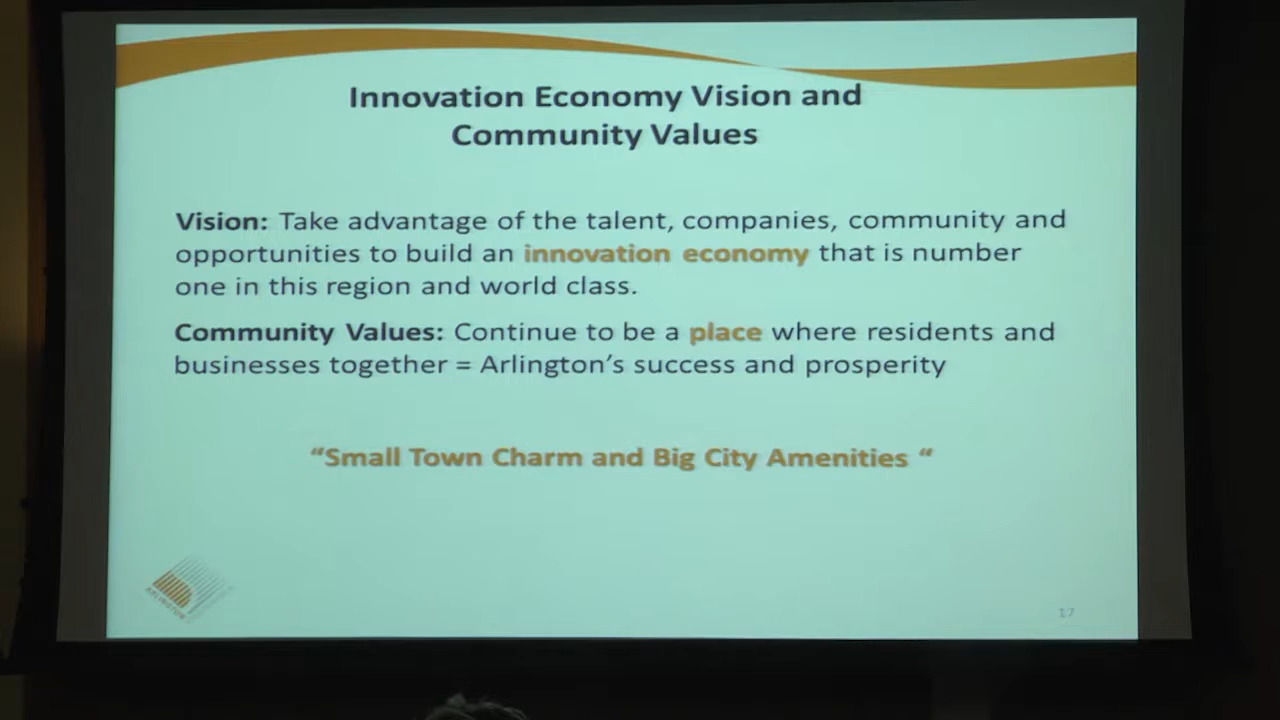 Innovation Economy Vision and
Community Values
Vision: Take advantage of the talent, companies, community and
opportunities to build an innovation economy that is number
one in this region and world class.
Community Values: Continue to be a place where residents and
businesses together = Arlington’s success and prosperity
“Small Town Charm and Big City Amenities “
ARLINGTON
17